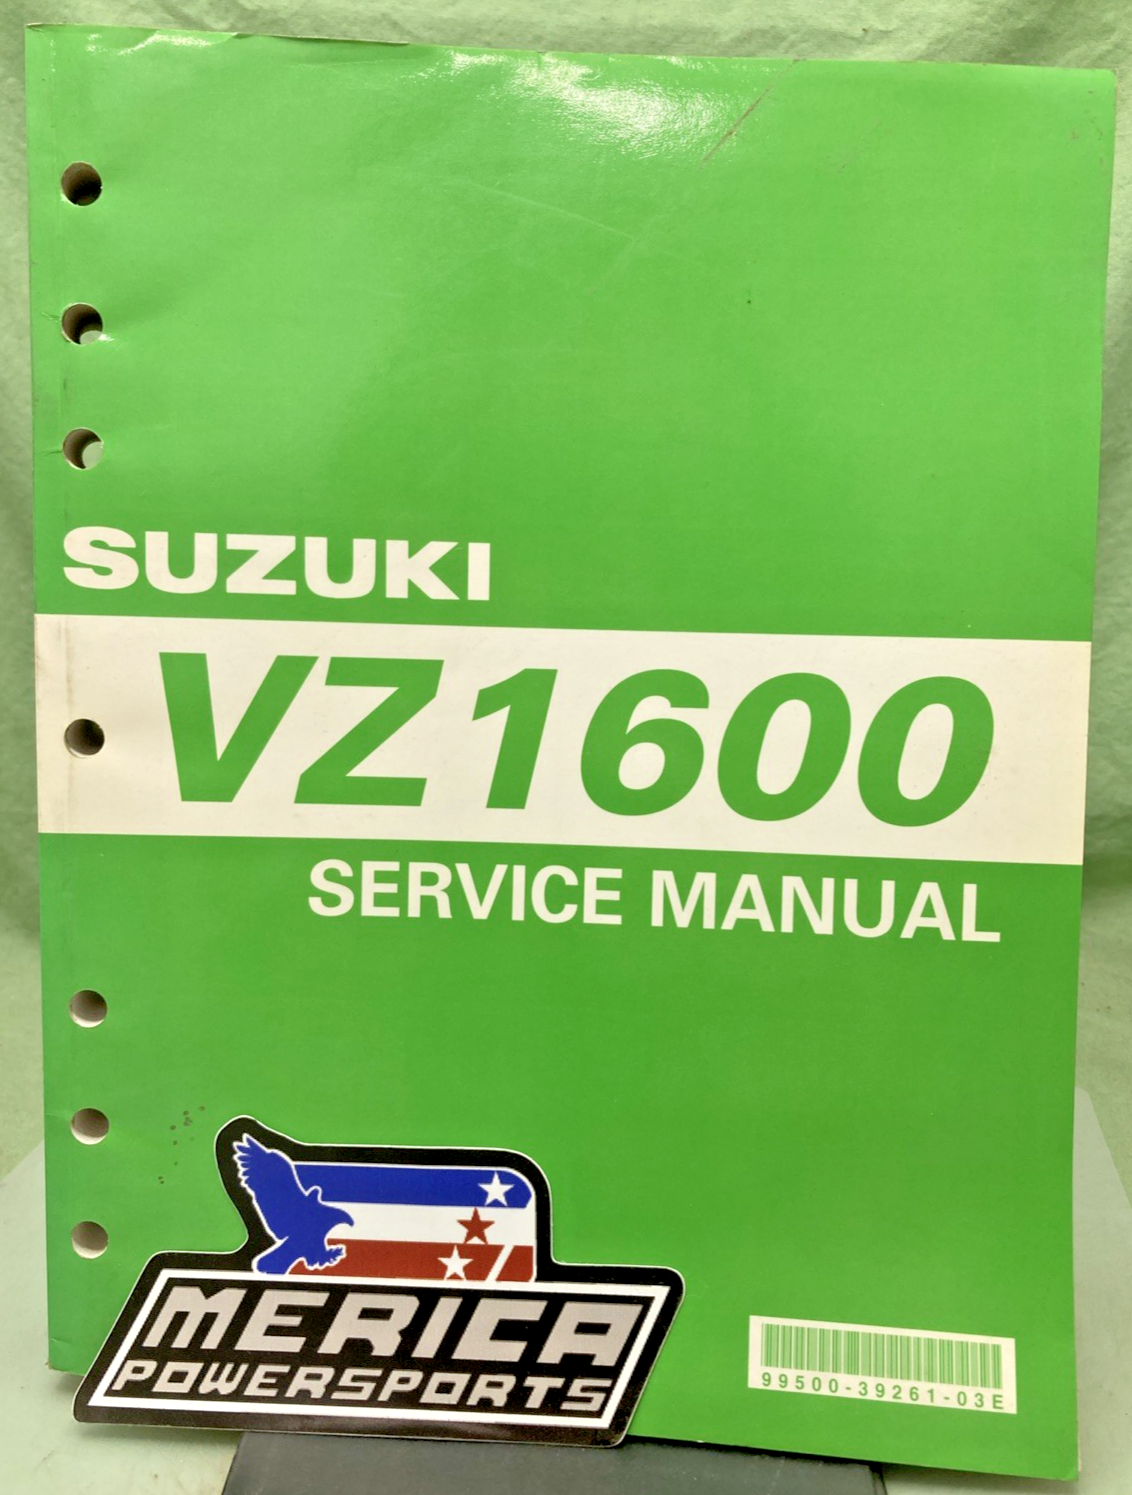 SUZUKI
VZ1600
SERVICE MANUAL
MERICA
POWERSPORTS
99500-39261-03E